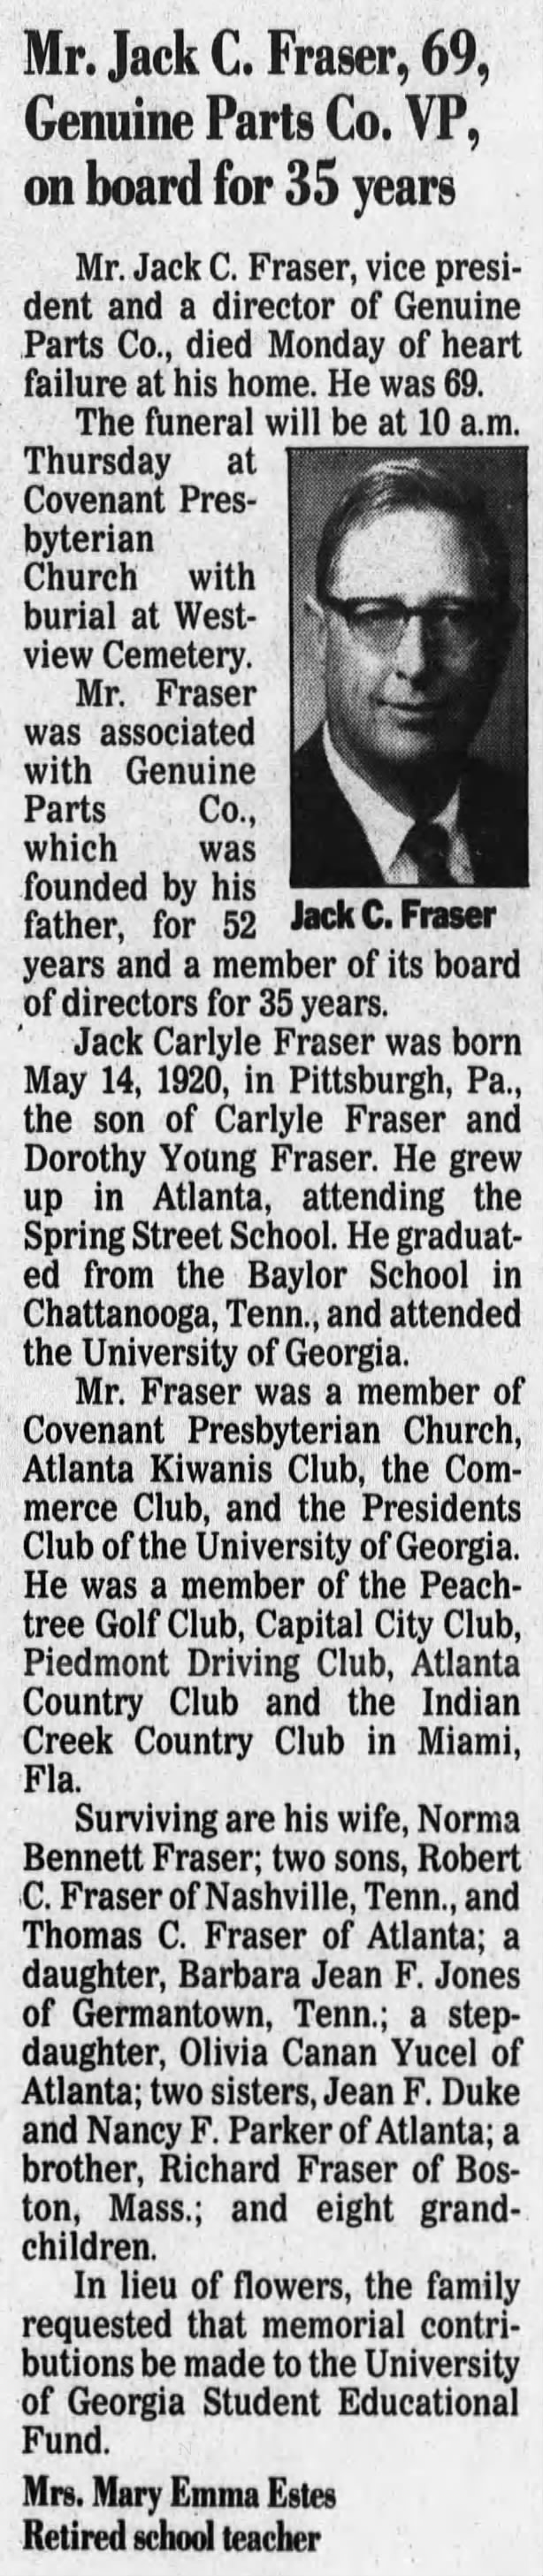 Mr. Jack C. Fraser, 69,
Genuine Parts Co. VP,
on board for 35 years
Mr. Jack C. Fraser, vice presi-
dent and a director of Genuine
Parts Co., died Monday of heart
failure at his home. He was 69.
The funeral will be at 10 a.m.
Thursday at
Covenant Pres-
byterian
Church with
burial at West-
view Cemetery.
Mr. Fraser
was associated
with Genuine
Parts Co.,
which was
founded by his
father, for 52
Jack C. Fraser
years and a member of its board
of directors for 35 years.
Jack Carlyle Fraser was born
May 14, 1920, in Pittsburgh, Pa.,
the son of Carlyle Fraser and
Dorothy Young Fraser. He grew
up in Atlanta, attending the
Spring Street School. He graduat-
ed from the Baylor School in
Chattanooga, Tenn., and attended
the University of Georgia.
Mr. Fraser was a member of
Covenant Presbyterian Church,
Atlanta Kiwanis Club, the Com-
merce Club, and the Presidents
Club of the University of Georgia.
He was a member of the Peach-
tree Golf Club, Capital City Club,
Piedmont Driving Club, Atlanta
Country Club and the Indian
Creek Country Club in Miami,
Fla.
Surviving are his wife, Norma
Bennett Fraser; two sons, Robert
C. Fraser of Nashville, Tenn., and
Thomas C. Fraser of Atlanta; a
daughter, Barbara Jean F. Jones
of Germantown, Tenn.; a step-
daughter, Olivia Canan Yucel of
Atlanta; two sisters, Jean F. Duke
and Nancy F. Parker of Atlanta; a
brother, Richard Fraser of Bos-
ton, Mass.; and eight grand-
children.
In lieu of flowers, the family
requested that memorial contri-
butions be made to the University
of Georgia Student Educational
Fund.
Mrs. Mary Emma Estes
Retired school teacher